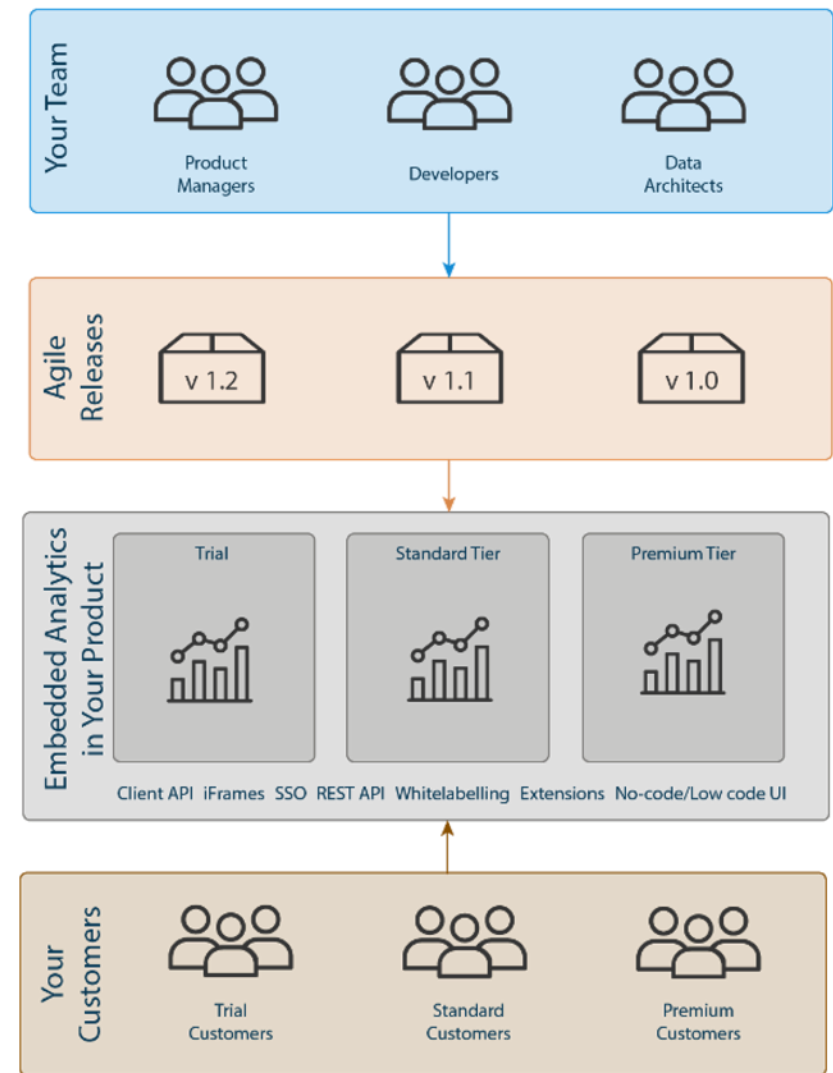 Your Team
Product
Managers
Developers
Data
Architects
Agile
Releases
v 1.2
v 1.1
v 1.0
Embedded Analytics
in Your Product
Trial
Standard Tier
Premium Tier
Client API iFrames SSO REST API Whitelabelling Extensions No-code/Low code UI
Your
Customers
Trial
Customers
Standard
Customers
Premium
Customers